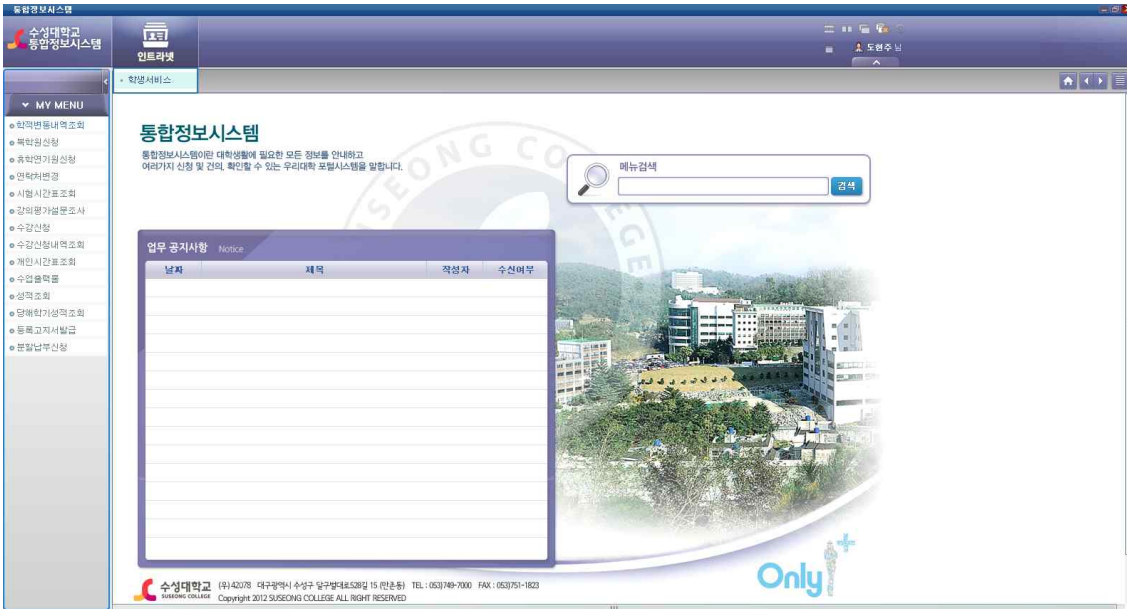 통합정보시스템
수성대학교
통합정보시스템
인트라넷
도현주 님
학생서비스
MY MENU
학적변동내역조회
복학원신청
휴학연기원신청
연락처변경
시험시간표조회
강의평가설문조사
수강신청
수강신청내역조회
개인시간표조회
수업출력물
성적조회
당해학기성적조회
등록고지서발급
분할납부신청
통합정보시스템
통합정보시스템이란 대학생활에 필요한 모든 정보를 안내하고
여러가지 신청 및 건의, 확인할 수 있는 우리대학 포털시스템을 말합니다.
메뉴검색
검색
SUSEONG COLLEGE
업무 공지사항 Notice
날짜 제목 작성자 수신여부
Only
수성대학교 (우)42078 대구광역시 수성구 달구벌대로528길 15 (만촌동) TEL : 053)749-7000 FAX : 053)751-1823
SUSEONG COLLEGE Copyright 2012 SUSEONG COLLEGE ALL RIGHT RESERVED